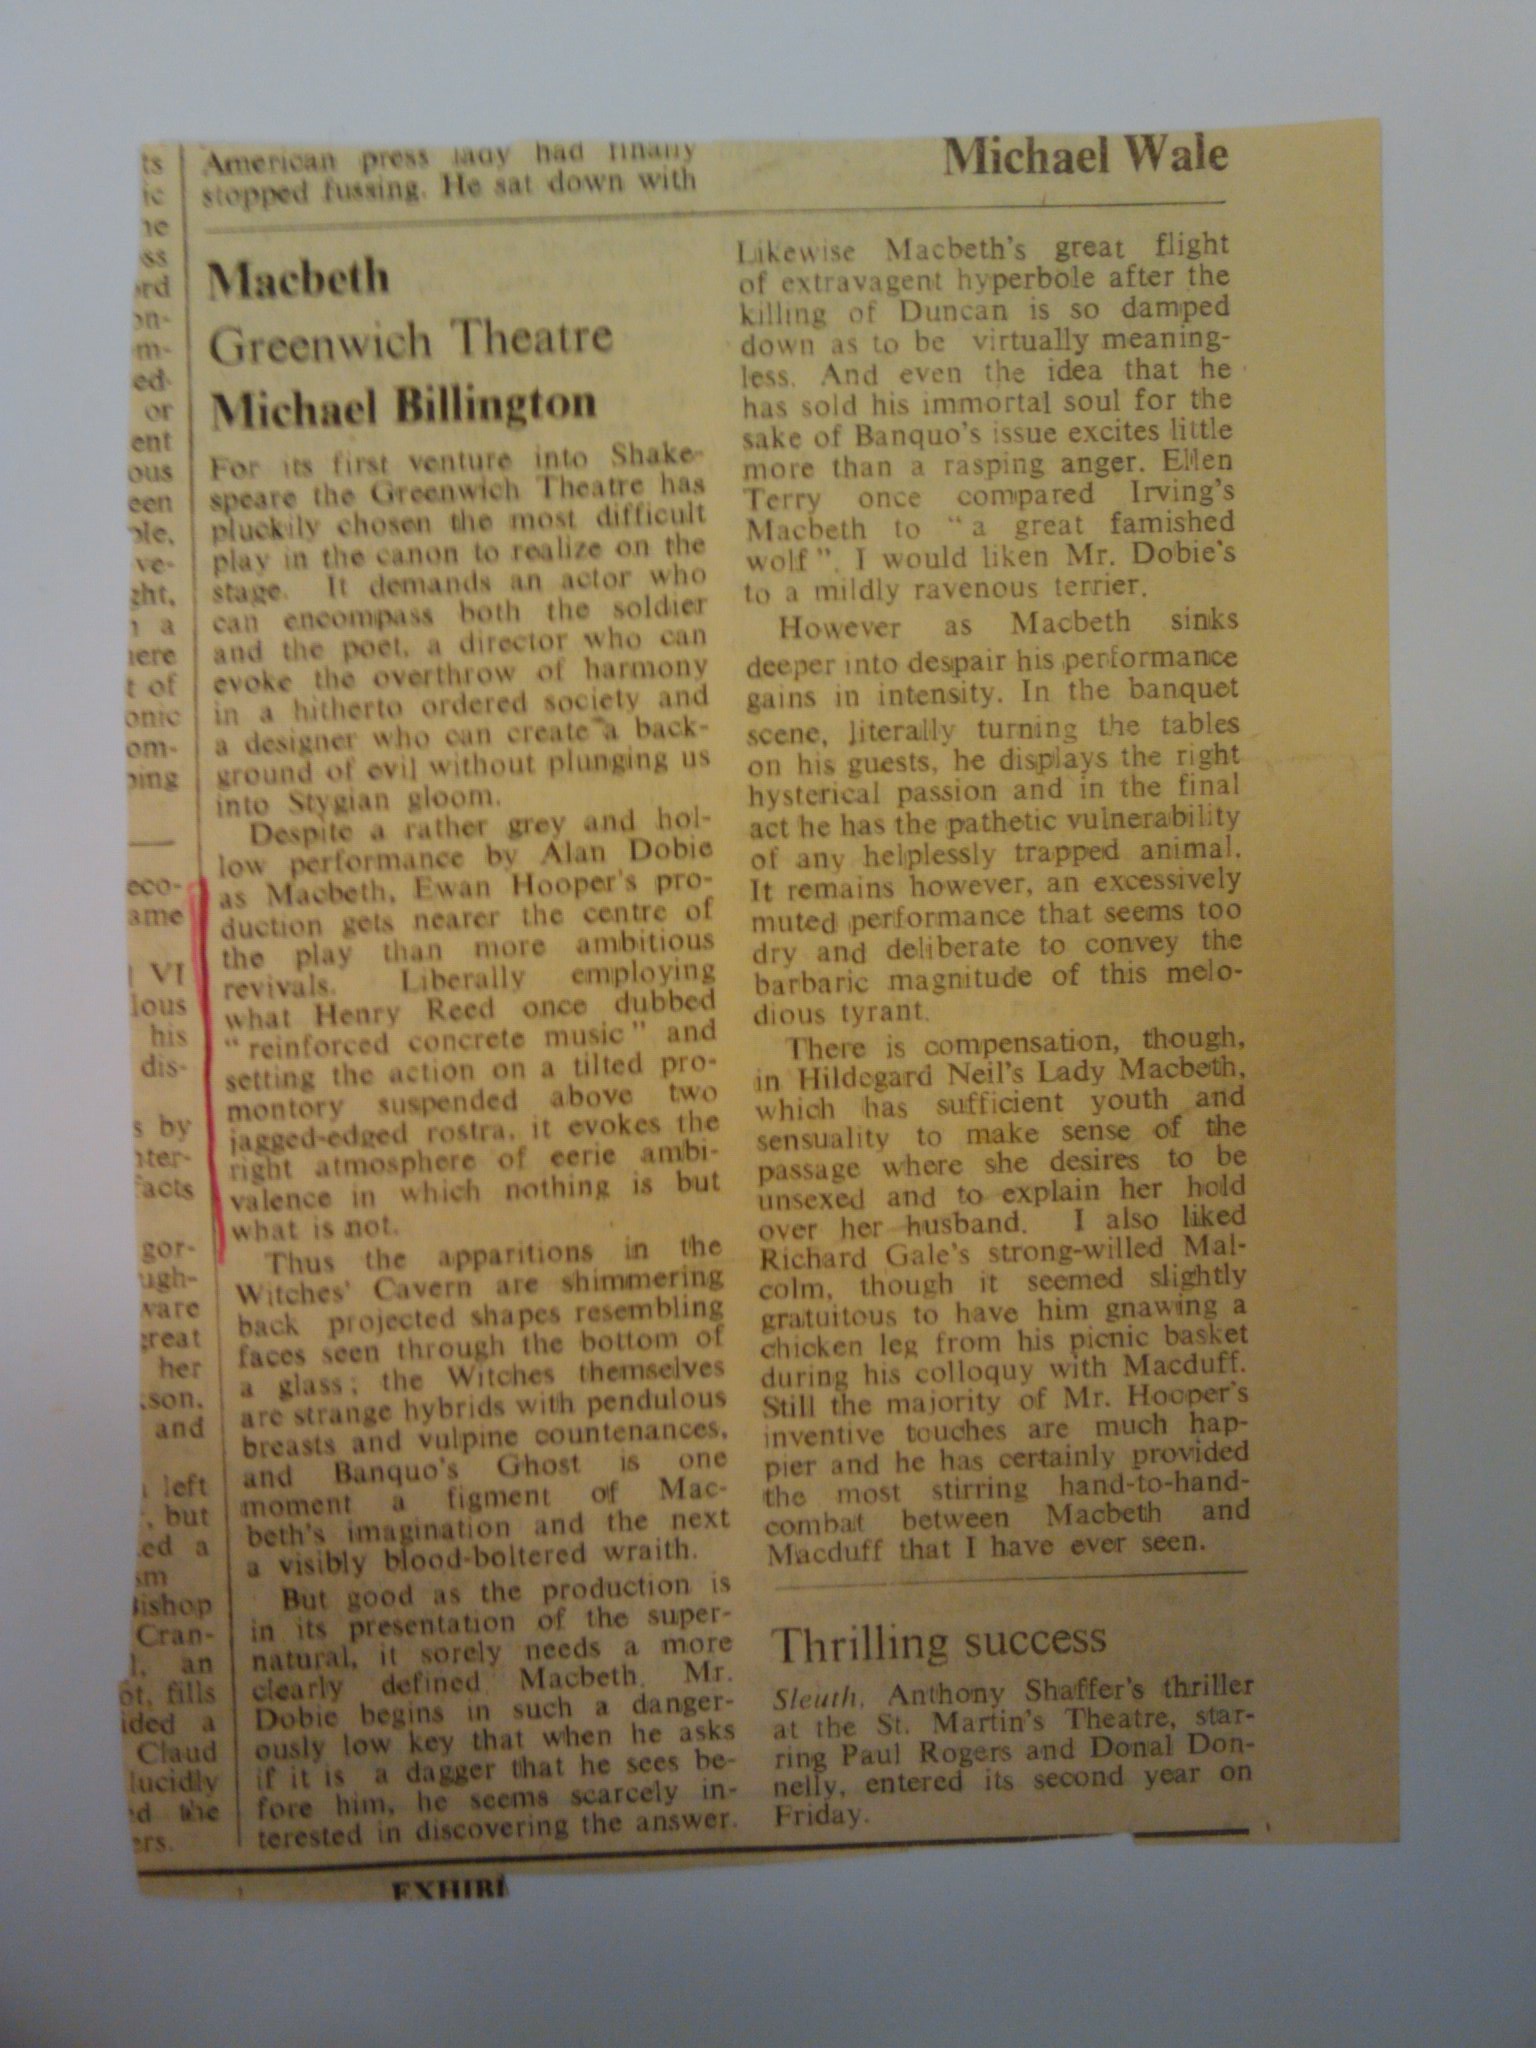 American press lady had finally
stopped fussing. He sat down with
Michael Wale
Macbeth
Greenwich Theatre
Michael Billington
For its first venture into Shake-
speare the Greenwich Theatre has
pluckily chosen the most difficult
play in the canon to realize on the
stage. It demands an actor who
can encompass both the soldier
and the poet, a director who can
evoke the overthrow of harmony
in a hitherto ordered society and
a designer who can create a back-
ground of evil without plunging us
into Stygian gloom.
Despite a rather grey and hol-
low performance by Alan Dobie
as Macbeth, Ewan Hooper's pro-
duction gets nearer the centre of
the play than more ambitious
revivals. Liberally employing
what Henry Reed once dubbed
"reinforced concrete music" and
setting the action on a tilted pro-
montory suspended above two
jagged-edged rostra, it evokes the
right atmosphere of eerie ambi-
valence in which nothing is but
what is not.
Thus the apparitions in the
Witches' Cavern are shimmering
back projected shapes resembling
faces seen through the bottom of
a glass; the Witches themselves
are strange hybrids with pendulous
breasts and vulpine countenances,
and Banquo's Ghost is one
moment a figment of Mac-
beth's imagination and the next
a visibly blood-boltered wraith.
But good as the production is
in its presentation of the super-
natural, it sorely needs a more
clearly defined Macbeth. Mr.
Dobie begins in such a danger-
ously low key that when he asks
if it is a dagger that he sees be-
fore him, he seems scarcely in-
terested in discovering the answer.
Likewise Macbeth's great flight
of extravagent hyperbole after the
killing of Duncan is so damped
down as to be virtually meaning-
less. And even the idea that he
has sold his immortal soul for the
sake of Banquo's issue excites little
more than a rasping anger. Ellen
Terry once compared Irving's
Macbeth to "a great famished
wolf". I would liken Mr. Dobie's
to a mildly ravenous terrier.
However as Macbeth sinks
deeper into despair his performance
gains in intensity. In the banquet
scene, literally turning the tables
on his guests, he displays the right
hysterical passion and in the final
act he has the pathetic vulnerability
of any helplessly trapped animal.
It remains however, an excessively
muted performance that seems too
dry and deliberate to convey the
barbaric magnitude of this melo-
dious tyrant.
There is compensation, though,
in Hildegard Neil's Lady Macbeth,
which has sufficient youth and
sensuality to make sense of the
passage where she desires to be
unsexed and to explain her hold
over her husband. I also liked
Richard Gale's strong-willed Mal-
colm, though it seemed slightly
gratuitous to have him gnawing a
chicken leg from his picnic basket
during his colloquy with Macduff.
Still the majority of Mr. Hooper's
inventive touches are much hap-
pier and he has certainly provided
the most stirring hand-to-hand-
combat between Macbeth and
Macduff that I have ever seen.
Thrilling success
Sleuth, Anthony Shaffer's thriller
at the St. Martin's Theatre, star-
ring Paul Rogers and Donal Don-
nelly, entered its second year on
Friday.